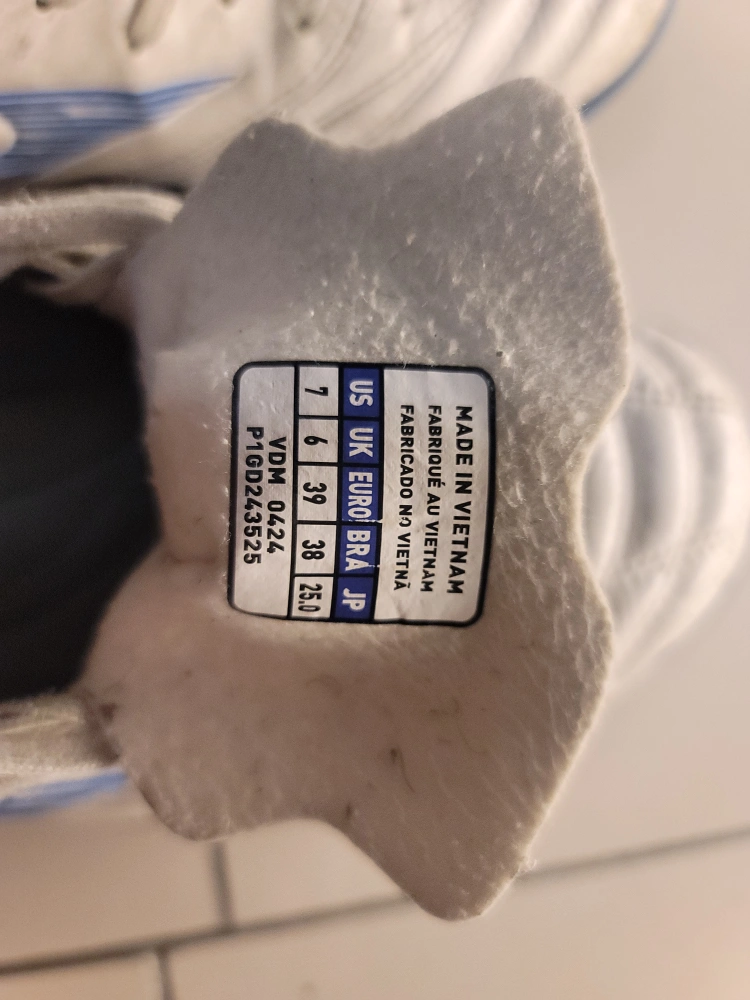 MADE IN VIETNAM
FABRIQUÉ AU VIETNAM
FABRICADO NO VIETNÃ
US UK EURO BRA JP
7 6 39 38 25.0
VDM 0424
P1GD243525